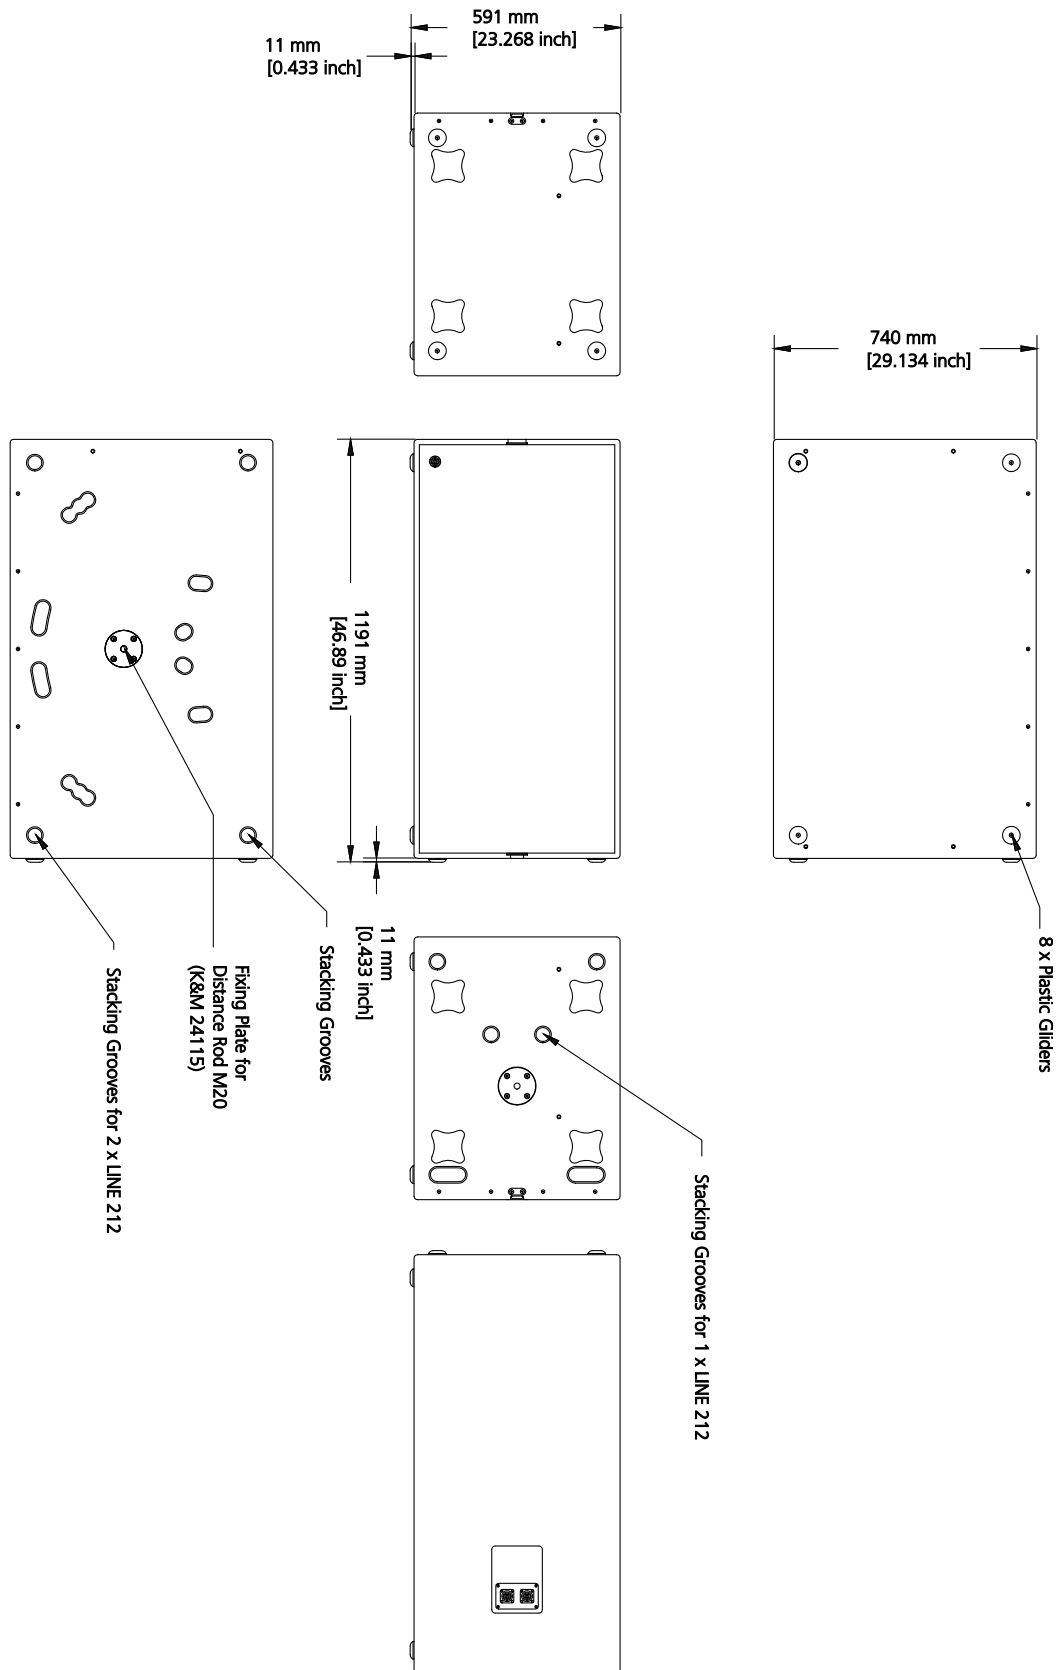 591 mm
[23.268 inch]
11 mm
[0.433 inch]
740 mm
[29.134 inch]
1191 mm
[46.89 inch]
11 mm
[0.433 inch]
8 x Plastic Gliders
Stacking Grooves
Fixing Plate for
Distance Rod M20
(K&M 24115)
Stacking Grooves for 2 x LINE 212
Stacking Grooves for 1 x LINE 212